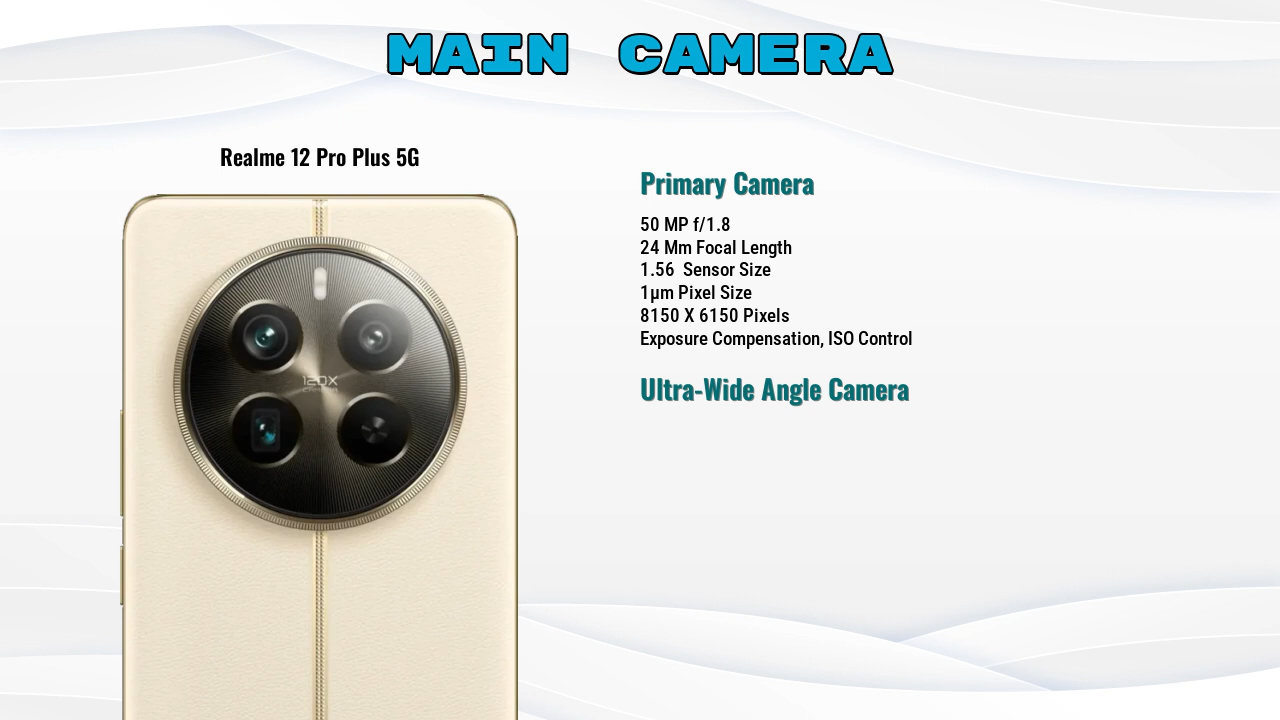 MAIN CAMERA
Realme 12 Pro Plus 5G
Primary Camera
50 MP f/1.8
24 Mm Focal Length
1.56  Sensor Size
1µm Pixel Size
8150 X 6150 Pixels
Exposure Compensation, ISO Control
120X
Ultra-Wide Angle Camera